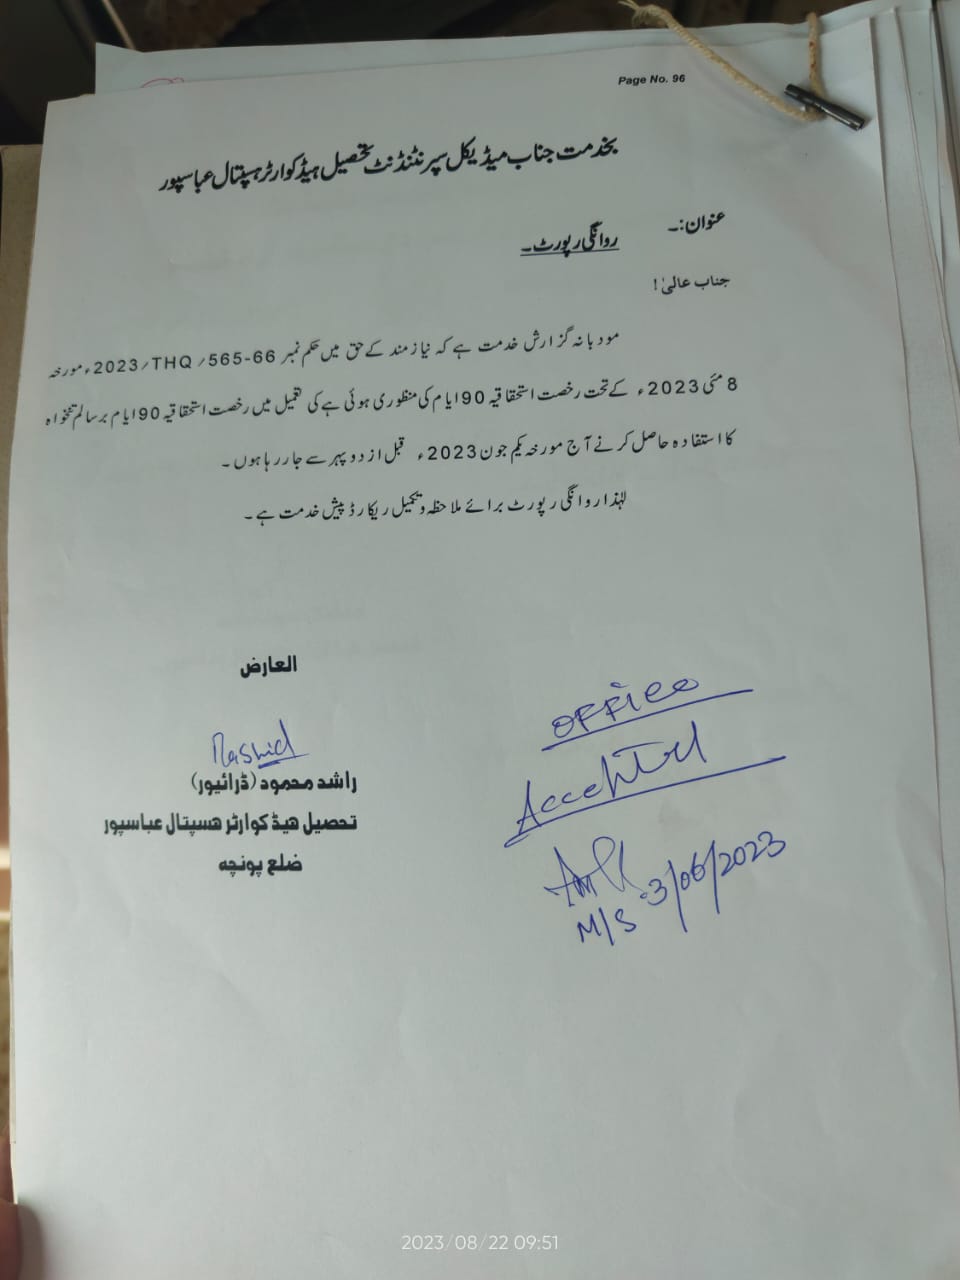 Page No. 96
بخدمت جناب میڈیکل سپرنٹنڈنٹ تحصیل ہیڈ کوارٹر ہسپتال عباسپور
عنوان:۔ روانگی رپورٹ۔
جناب عالیٰ!
مودبانہ گزارش خدمت ہے کہ نیازمند کے حق میں حکم نمبر 565-66/THQ/2023ء مورخہ
8 مئی 2023ء کے تحت رخصت استحقاقیہ 90 ایام کی منظوری ہوئی ہے کی تعمیل میں رخصت استحقاقیہ 90 ایام برسالم تنخواہ
کا استفادہ حاصل کرنے آج مورخہ یکم جون 2023ء قبل از دوپہر سے جا رہا ہوں۔
لہٰذا روانگی رپورٹ برائے ملاحظہ و تکمیل ریکارڈ پیش خدمت ہے۔
العارض
Rashid
راشد محمود (ڈرائیور)
تحصیل ہیڈ کوارٹر ہسپتال عباسپور
ضلع پونچھ
office
M/S 3/06/2023
2023/08/22 09:51